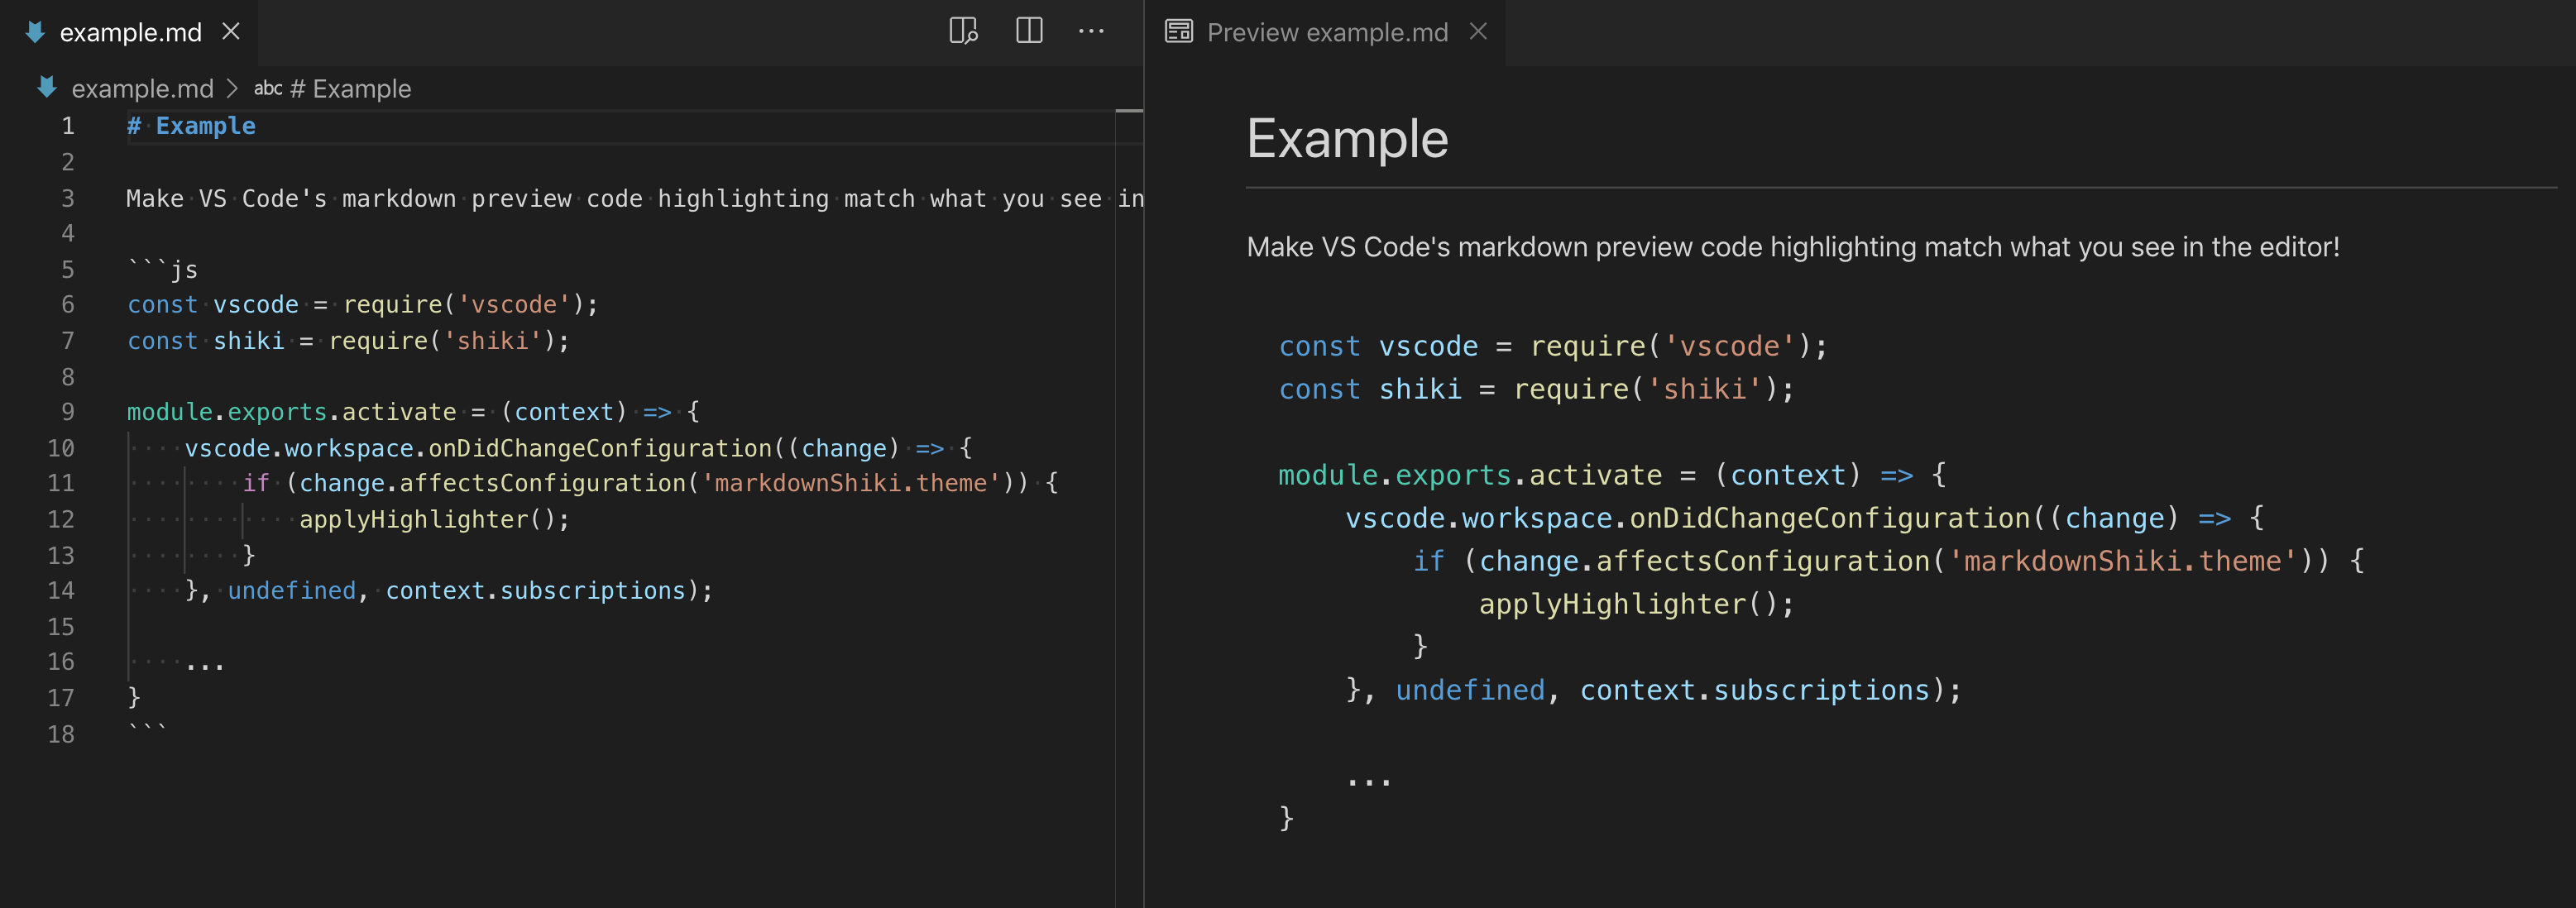 example.md
example.md > abc # Example
1 # Example
2
3 Make VS Code's markdown preview code highlighting match what you see in
4
5 ```js
6 const vscode = require('vscode');
7 const shiki = require('shiki');
8
9 module.exports.activate = (context) => {
10     vscode.workspace.onDidChangeConfiguration((change) => {
11         if (change.affectsConfiguration('markdownShiki.theme')) {
12             applyHighlighter();
13         }
14     }, undefined, context.subscriptions);
15
16     ...
17 }
18 ```
Preview example.md
Example
Make VS Code's markdown preview code highlighting match what you see in the editor!
const vscode = require('vscode');
const shiki = require('shiki');
module.exports.activate = (context) => {
    vscode.workspace.onDidChangeConfiguration((change) => {
        if (change.affectsConfiguration('markdownShiki.theme')) {
            applyHighlighter();
        }
    }, undefined, context.subscriptions);
    ...
}